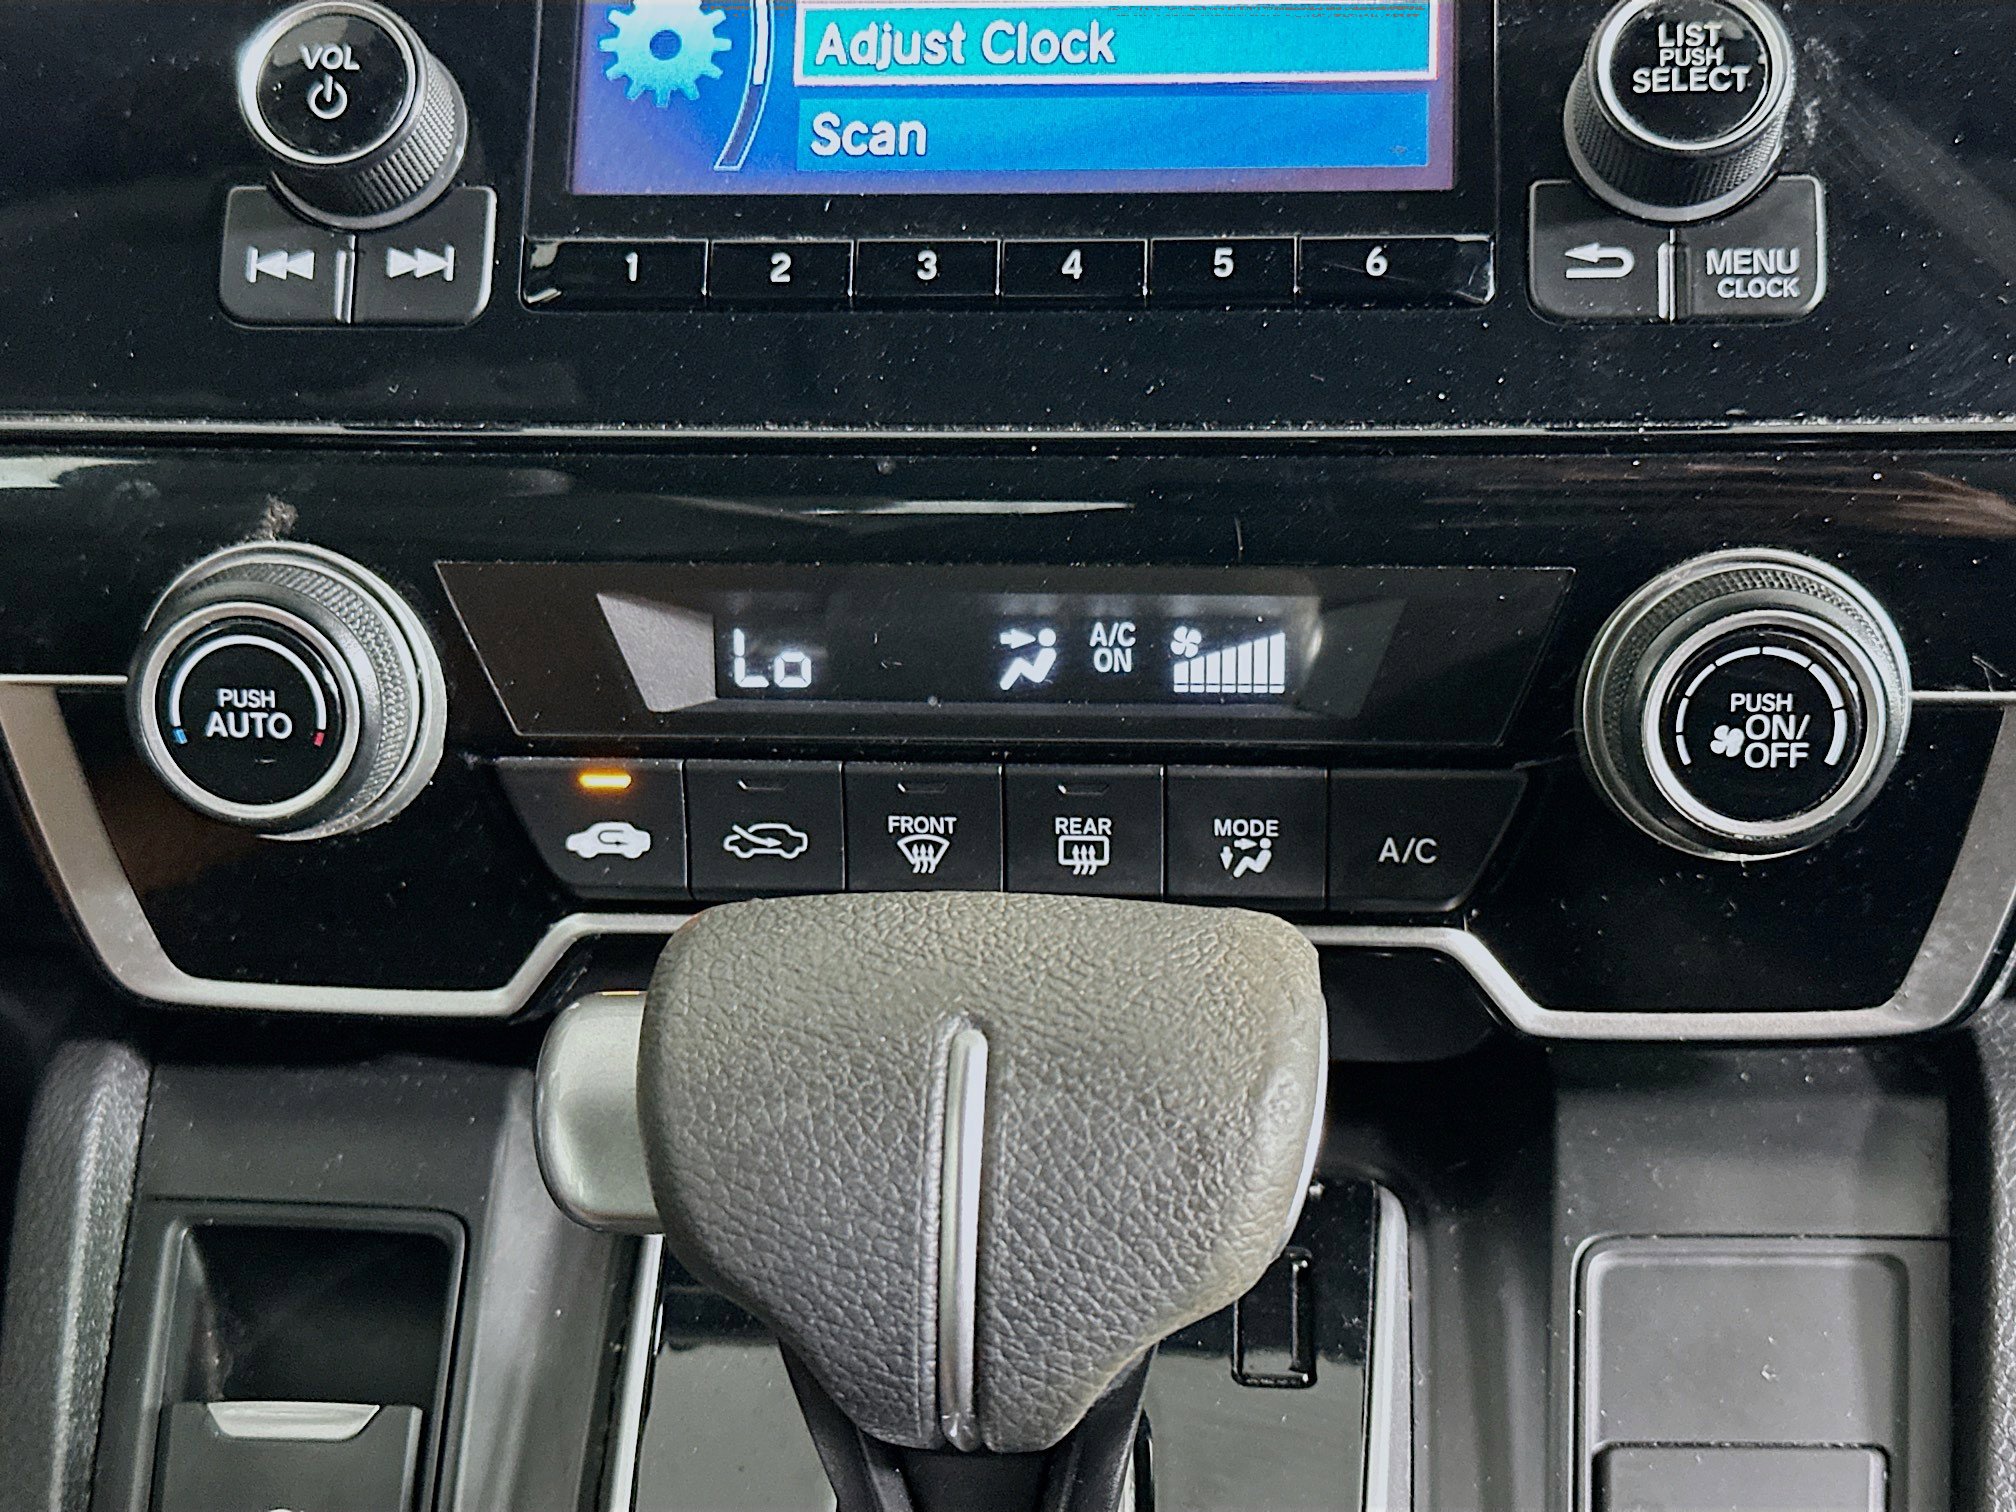 VOL
Adjust Clock
Scan
LIST
PUSH
SELECT
1 2 3 4 5 6
MENU
CLOCK
PUSH
AUTO
Lo
A/C
ON
PUSH
ON/
OFF
FRONT
REAR
MODE
A/C